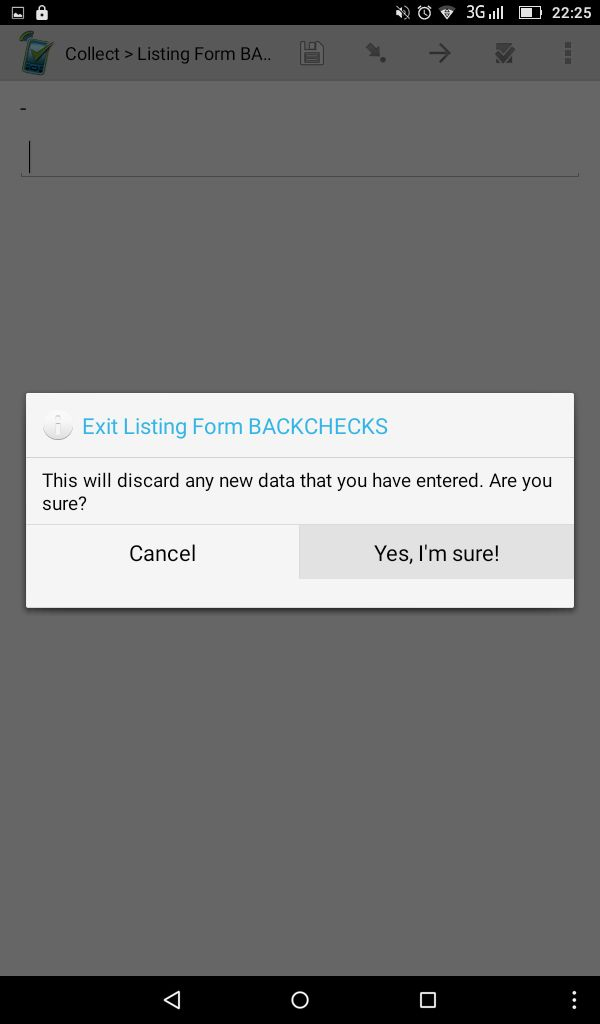 3G 22:25
Collect > Listing Form BA..
-
Exit Listing Form BACKCHECKS
This will discard any new data that you have entered. Are you
sure?
Cancel Yes, I'm sure!